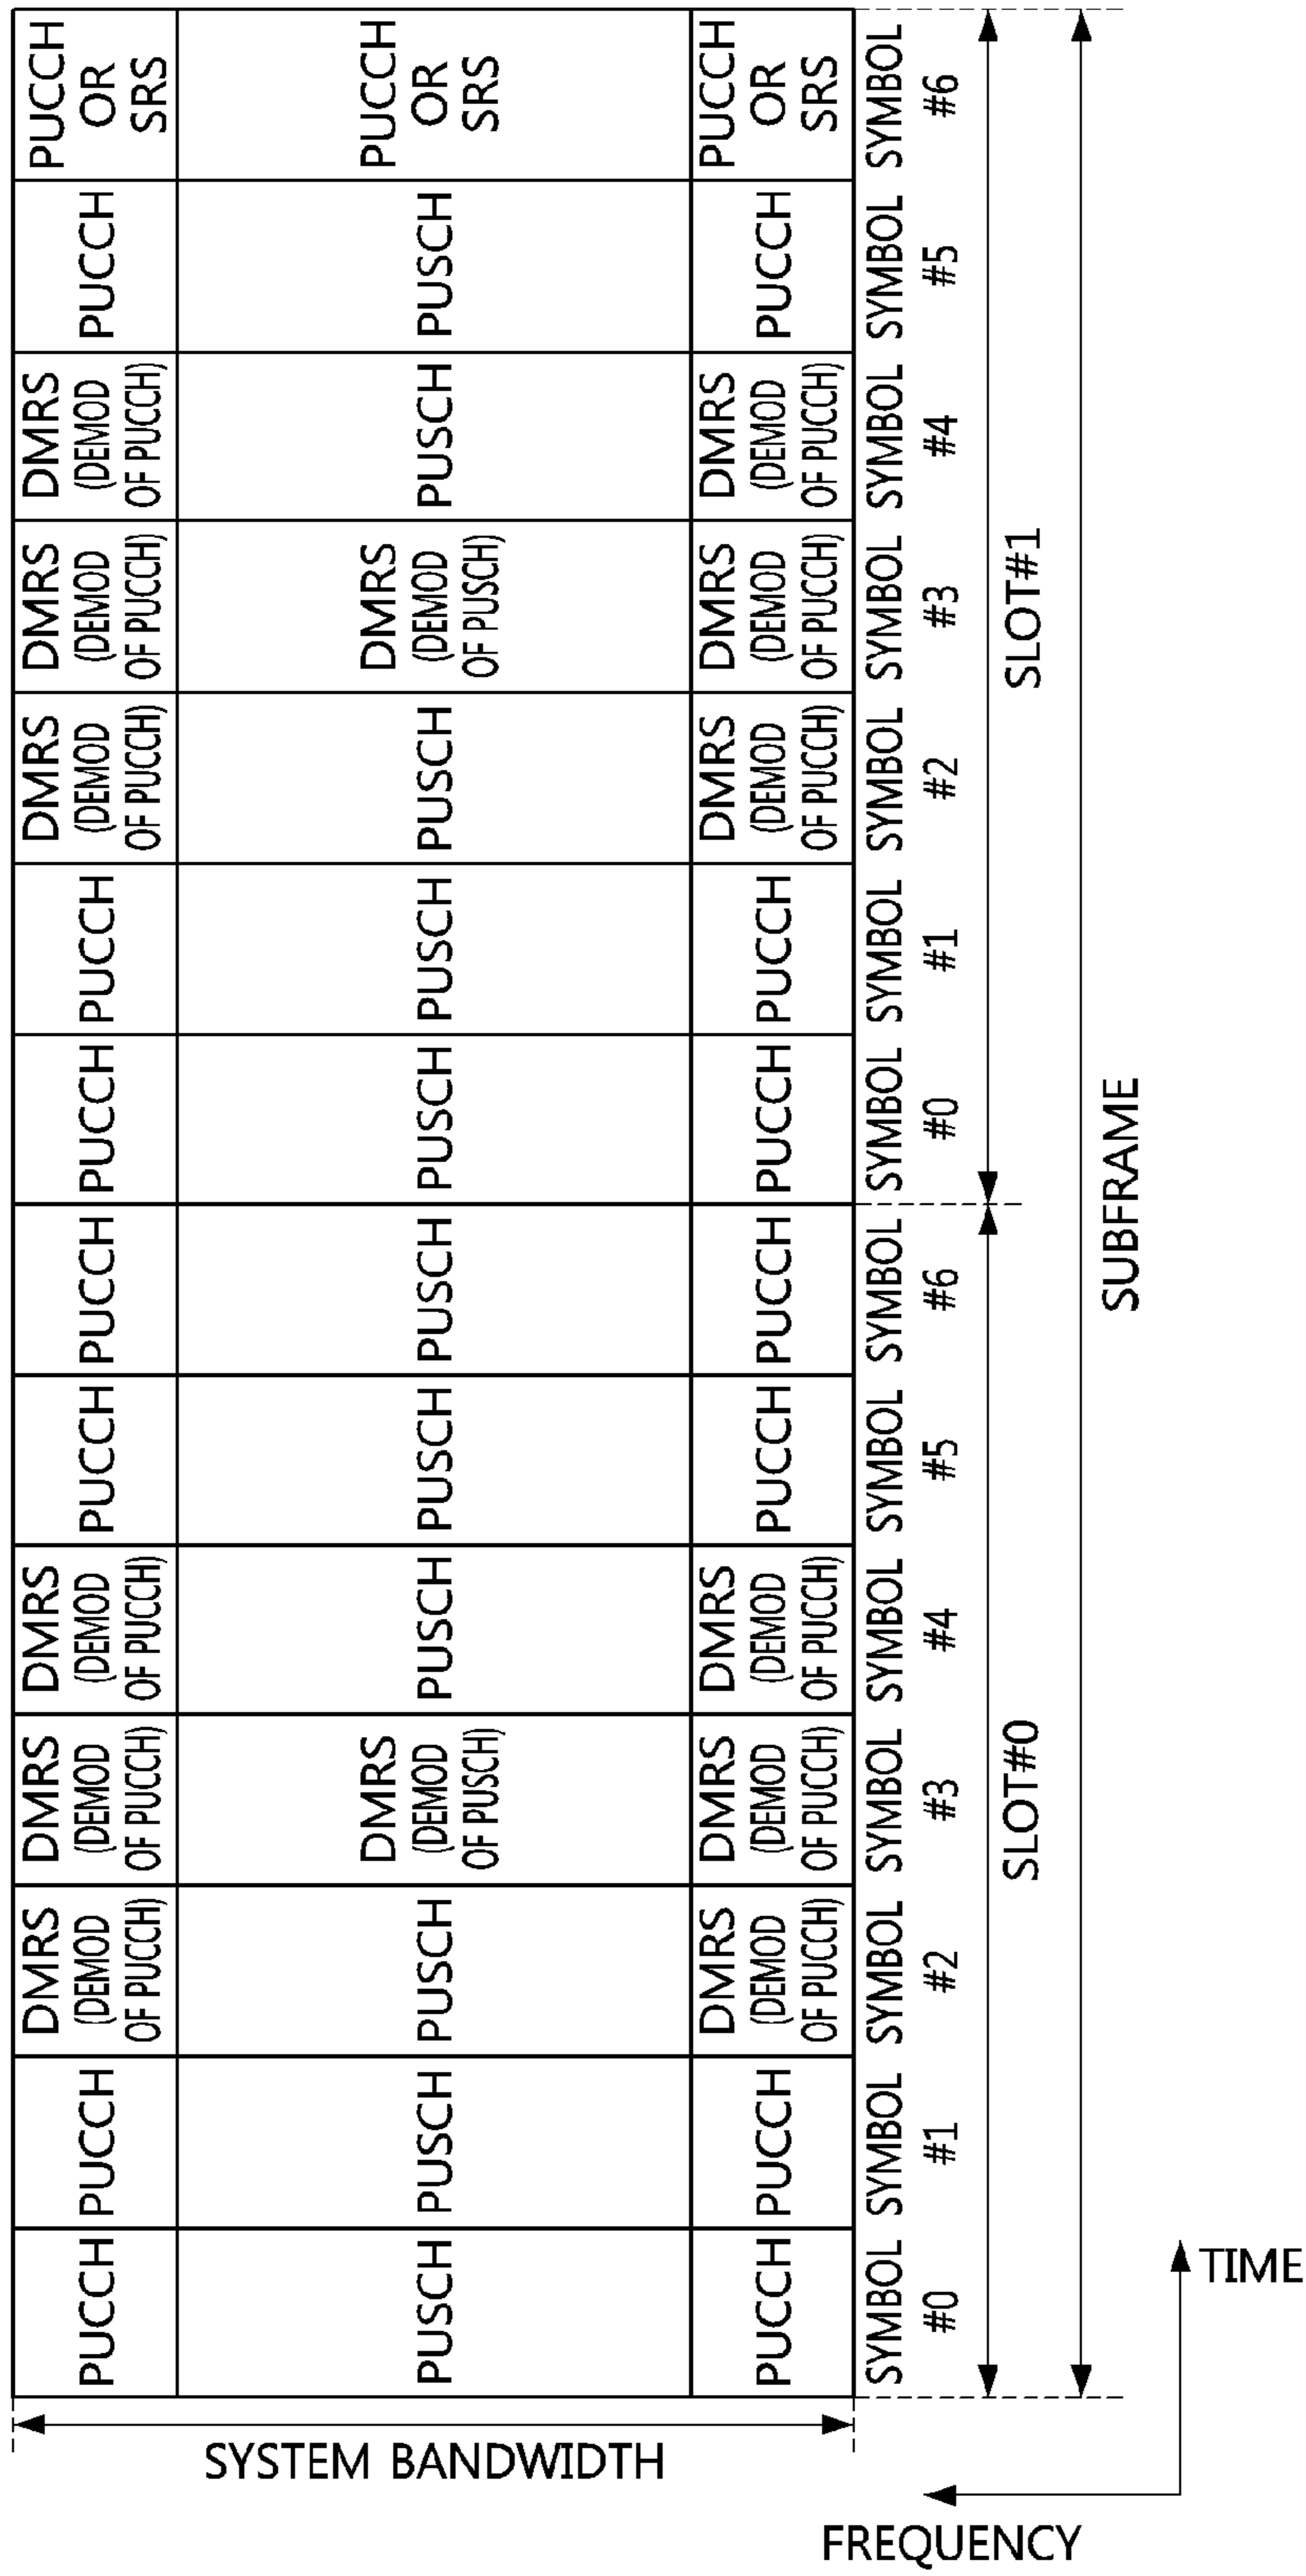 SYSTEM BANDWIDTH
PUCCH
PUCCH
DMRS
(DEMOD
OF PUCCH)
DMRS
(DEMOD
OF PUCCH)
DMRS
(DEMOD
OF PUCCH)
PUCCH
PUCCH
PUCCH
PUCCH
DMRS
(DEMOD
OF PUCCH)
DMRS
(DEMOD
OF PUCCH)
DMRS
(DEMOD
OF PUCCH)
PUCCH
PUCCH
OR
SRS
PUSCH
PUSCH
PUSCH
DMRS
(DEMOD
OF PUSCH)
PUSCH
PUSCH
PUSCH
PUSCH
PUSCH
PUSCH
DMRS
(DEMOD
OF PUSCH)
PUSCH
PUSCH
PUCCH
OR
SRS
PUCCH
PUCCH
DMRS
(DEMOD
OF PUCCH)
DMRS
(DEMOD
OF PUCCH)
DMRS
(DEMOD
OF PUCCH)
PUCCH
PUCCH
PUCCH
PUCCH
DMRS
(DEMOD
OF PUCCH)
DMRS
(DEMOD
OF PUCCH)
DMRS
(DEMOD
OF PUCCH)
PUCCH
PUCCH
OR
SRS
SYMBOL
#0
SYMBOL
#1
SYMBOL
#2
SYMBOL
#3
SYMBOL
#4
SYMBOL
#5
SYMBOL
#6
SYMBOL
#0
SYMBOL
#1
SYMBOL
#2
SYMBOL
#3
SYMBOL
#4
SYMBOL
#5
SYMBOL
#6
SLOT#0
SLOT#1
SUBFRAME
FREQUENCY
TIME